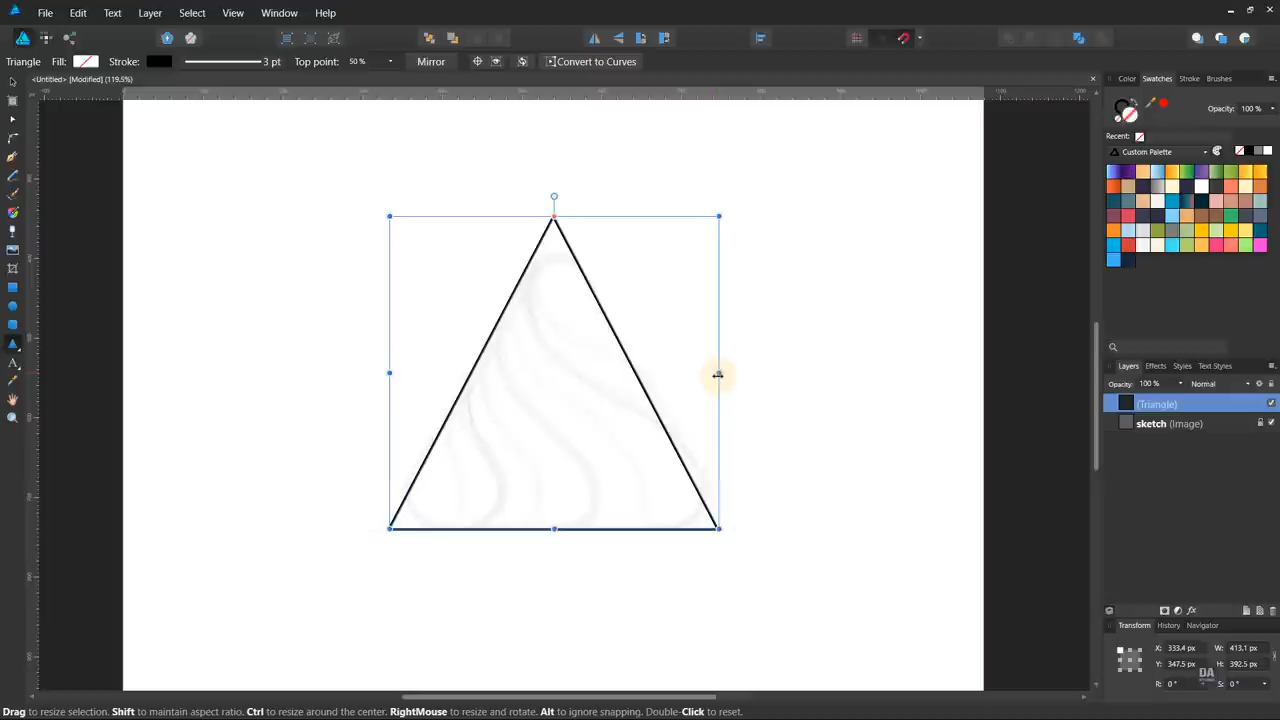 File Edit Text Layer Select View Window Help
Triangle Fill: Stroke: 3 pt Top point: 50 % Mirror Convert to Curves
<Untitled> [Modified] (119.5%)
Color Swatches Stroke Brushes
Opacity: 100 %
Recent:
Custom Palette
Layers Effects Styles Text Styles
Opacity: 100 % Normal
(Triangle)
sketch (Image)
Transform History Navigator
X: 333.4 px W: 413.1 px
Y: 347.5 px H: 392.5 px
R: 0 ° S: 0 °
DA
Drag to resize selection. Shift to maintain aspect ratio. Ctrl to resize around the center. RightMouse to resize and rotate. Alt to ignore snapping. Double-Click to reset.